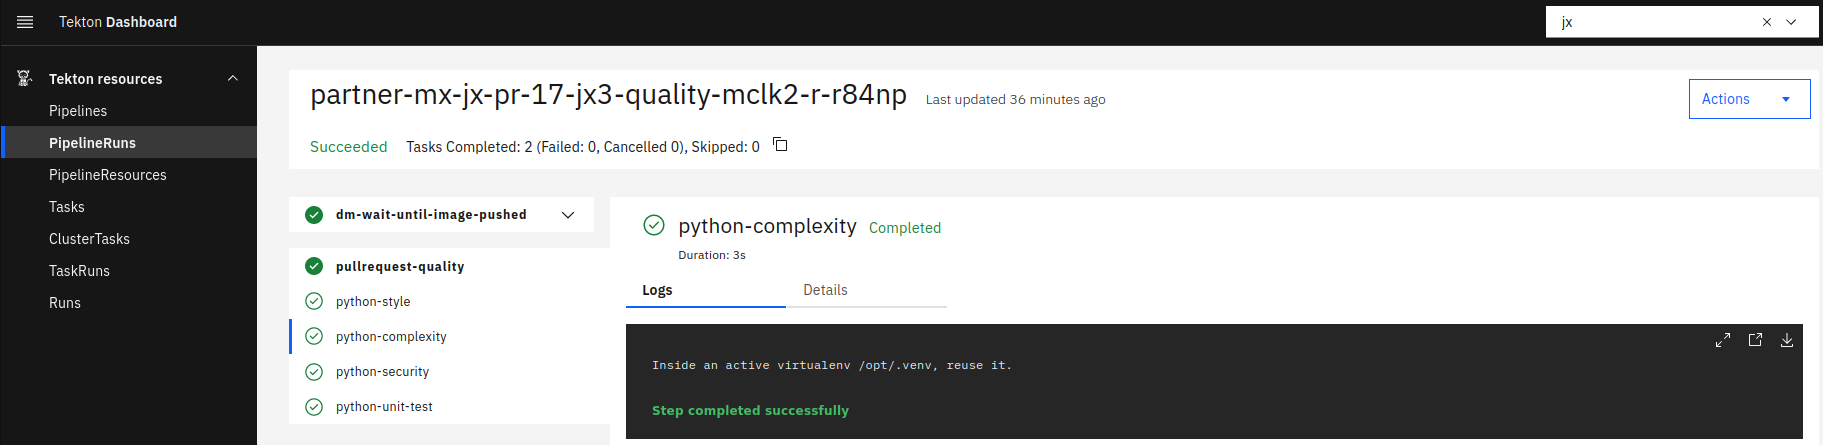 Tekton Dashboard
jx
Tekton resources
Pipelines
PipelineRuns
PipelineResources
Tasks
ClusterTasks
TaskRuns
Runs
partner-mx-jx-pr-17-jx3-quality-mclk2-r-r84np Last updated 36 minutes ago
Actions
Succeeded Tasks Completed: 2 (Failed: 0, Cancelled 0), Skipped: 0
dm-wait-until-image-pushed
pullrequest-quality
python-style
python-complexity
python-security
python-unit-test
python-complexity Completed
Duration: 3s
Logs Details
Inside an active virtualenv /opt/.venv, reuse it.
Step completed successfully